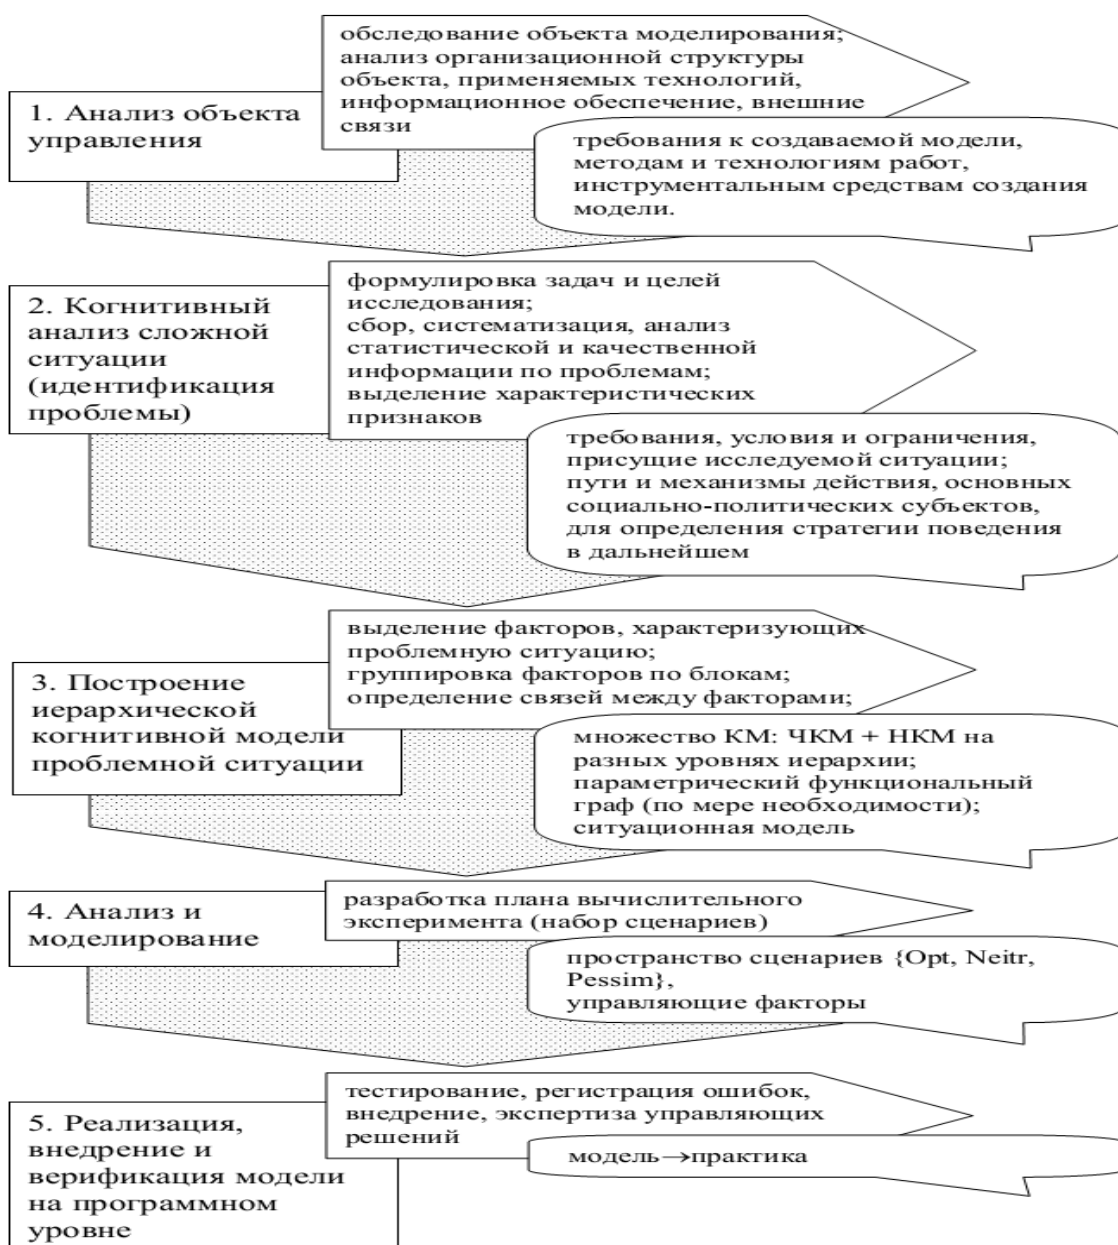 обследование объекта моделирования;
анализ организационной структуры
объекта, применяемых технологий,
информационное обеспечение, внешние
связи
1. Анализ объекта
управления
требования к создаваемой модели,
методам и технологиям работ,
инструментальным средствам создания
модели.
формулировка задач и целей
исследования;
сбор, систематизация, анализ
статистической и качественной
информации по проблемам;
выделение характеристических
признаков
2. Когнитивный
анализ сложной
ситуации
(идентификация
проблемы)
требования, условия и ограничения,
присущие исследуемой ситуации;
пути и механизмы действия, основных
социально-политических субъектов,
для определения стратегии поведения
в дальнейшем
выделение факторов, характеризующих
проблемную ситуацию;
группировка факторов по блокам;
определение связей между факторами;
3. Построение
иерархической
когнитивной модели
проблемной ситуации
множество КМ: ЧКМ + НКМ на
разных уровнях иерархии;
параметрический функциональный
граф (по мере необходимости);
ситуационная модель
разработка плана вычислительного
эксперимента (набор сценариев)
4. Анализ и
моделирование
пространство сценариев {Opt, Neitr,
Pessim},
управляющие факторы
тестирование, регистрация ошибок,
внедрение, экспертиза управляющих
решений
5. Реализация,
внедрение и
верификация модели
на программном
уровне
модель→практика